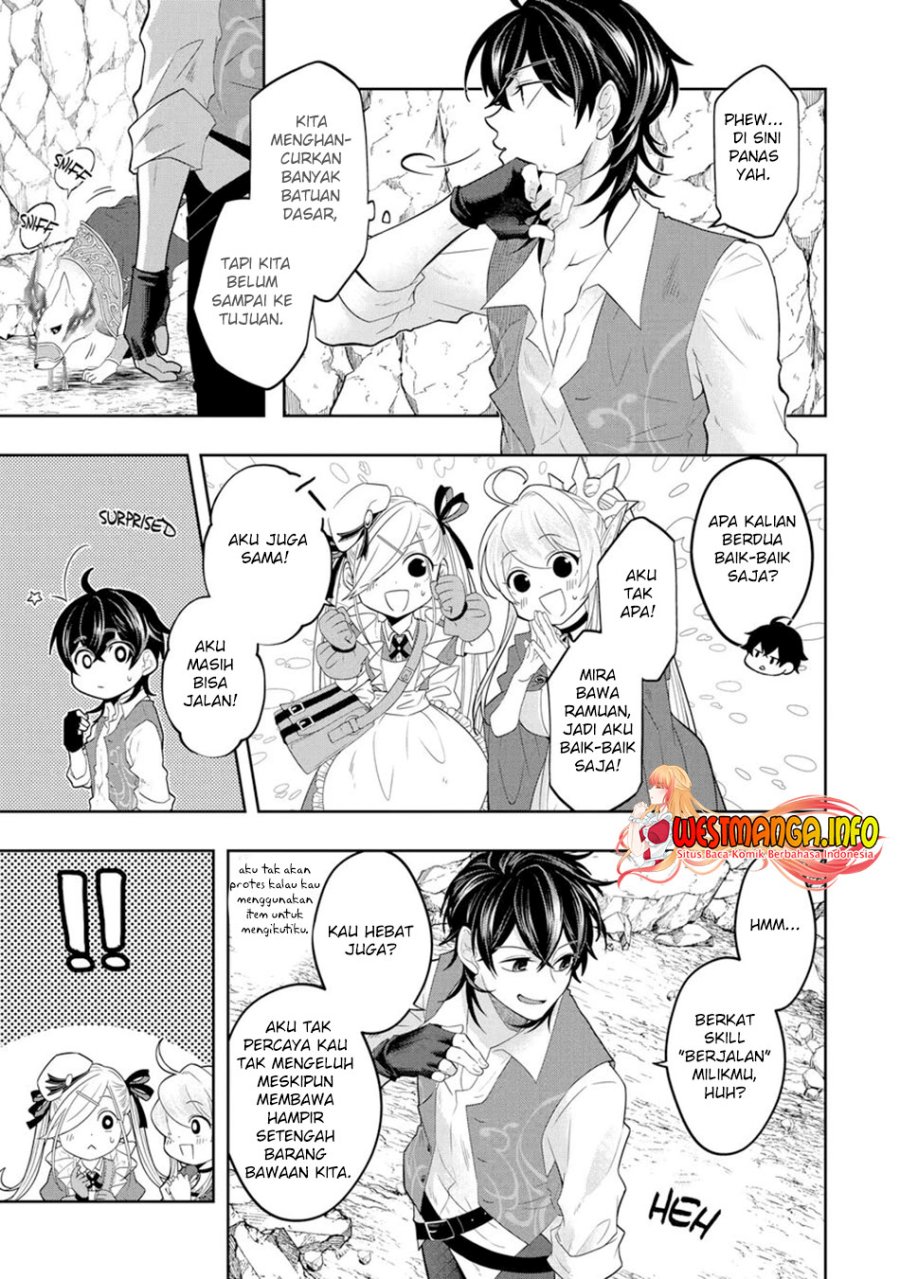 PHEW...
DI SINI
PANAS
YAH.
KITA
MENGHAN-
CURKAN
BANYAK
BATUAN
DASAR,
TAPI KITA
BELUM
SAMPAI KE
TUJUAN.
SNIFF
SNIFF
APA KALIAN
BERDUA
BAIK-BAIK
SAJA?
AKU
TAK
APA!
MIRA
BAWA
RAMUAN,
JADI AKU
BAIK-BAIK
SAJA!
AKU JUGA
SAMA!
AKU
MASIH
BISA
JALAN!
SURPRISED
WESTMANGA.INFO
Situs Baca Komik Berbahasa Indonesia
HMM...
BERKAT
SKILL
"BERJALAN"
MILIKMU,
HUH?
KAU HEBAT
JUGA?
AKU TAK
PERCAYA KAU
TAK MENGELUH
MESKIPUN
MEMBAWA
HAMPIR
SETENGAH
BARANG
BAWAAN KITA.
aku tak akan
protes kalau kau
menggunakan
item untuk
mengikutiku.
HEH
!!